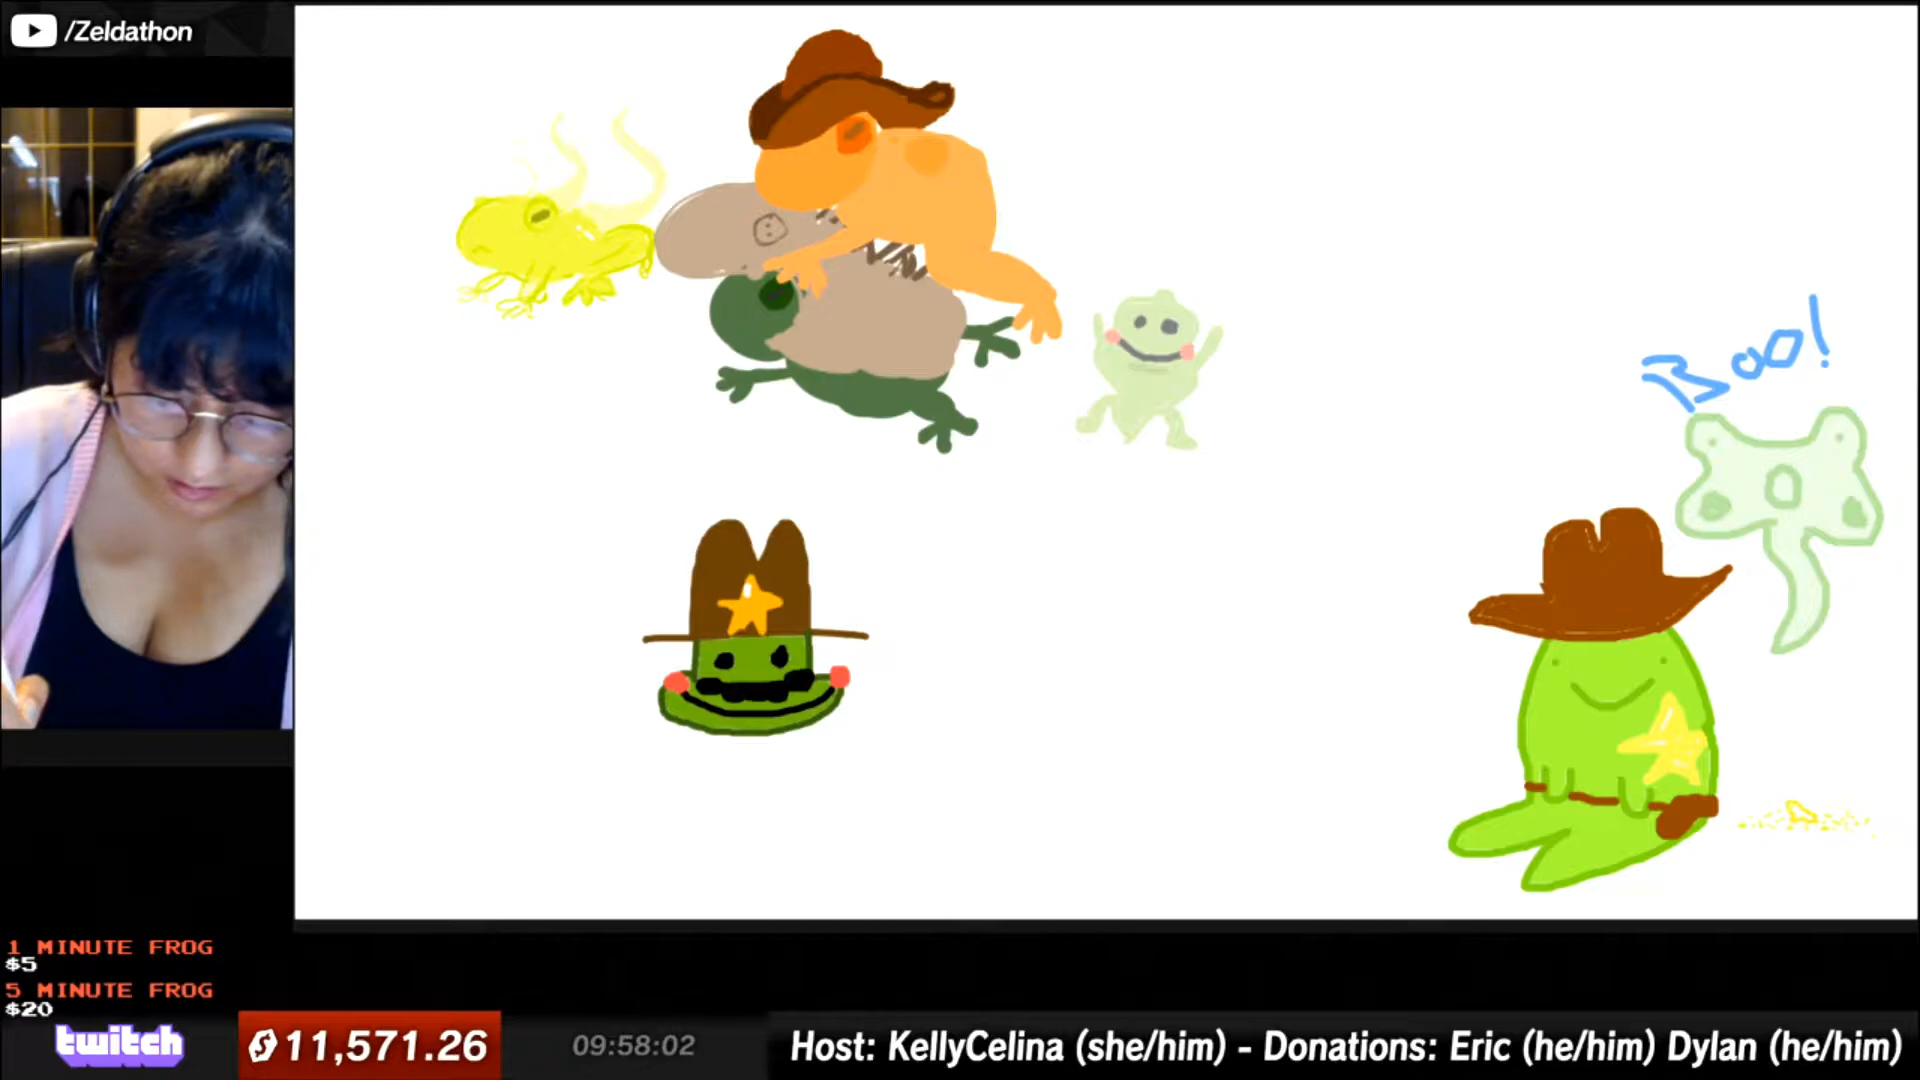 /Zeldathon
Boo!
1 MINUTE FROG
$5
5 MINUTE FROG
$20
twitch
$11,571.26
09:58:02
Host: KellyCelina (she/him) - Donations: Eric (he/him) Dylan (he/him)